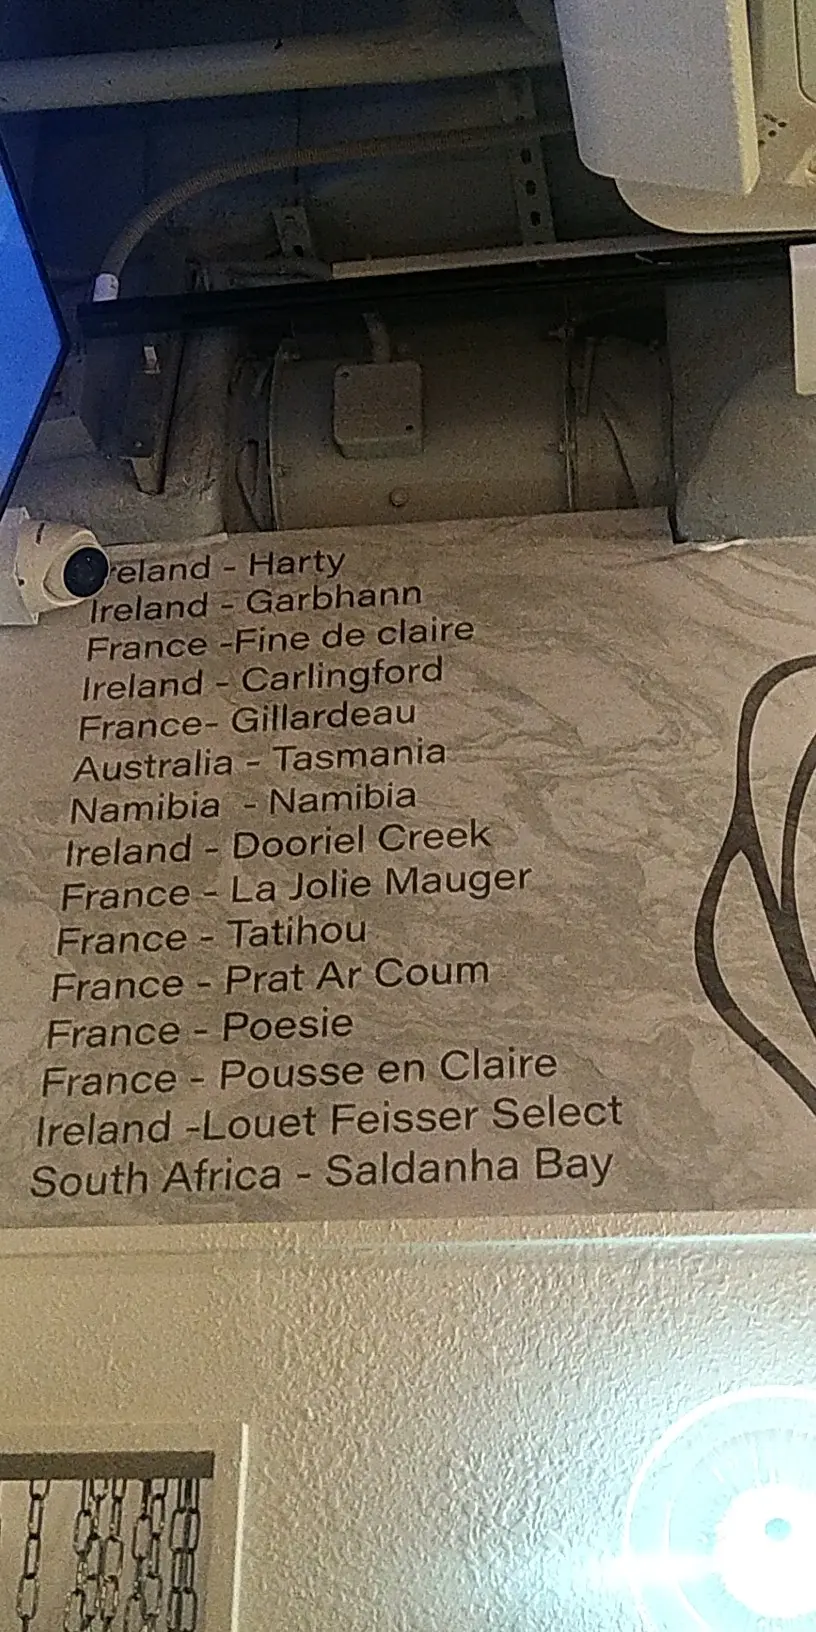 Ireland - Harty
Ireland - Garbhann
France -Fine de claire
Ireland - Carlingford
France- Gillardeau
Australia - Tasmania
Namibia - Namibia
Ireland - Dooriel Creek
France - La Jolie Mauger
France - Tatihou
France - Prat Ar Coum
France - Poesie
France - Pousse en Claire
Ireland -Louet Feisser Select
South Africa - Saldanha Bay